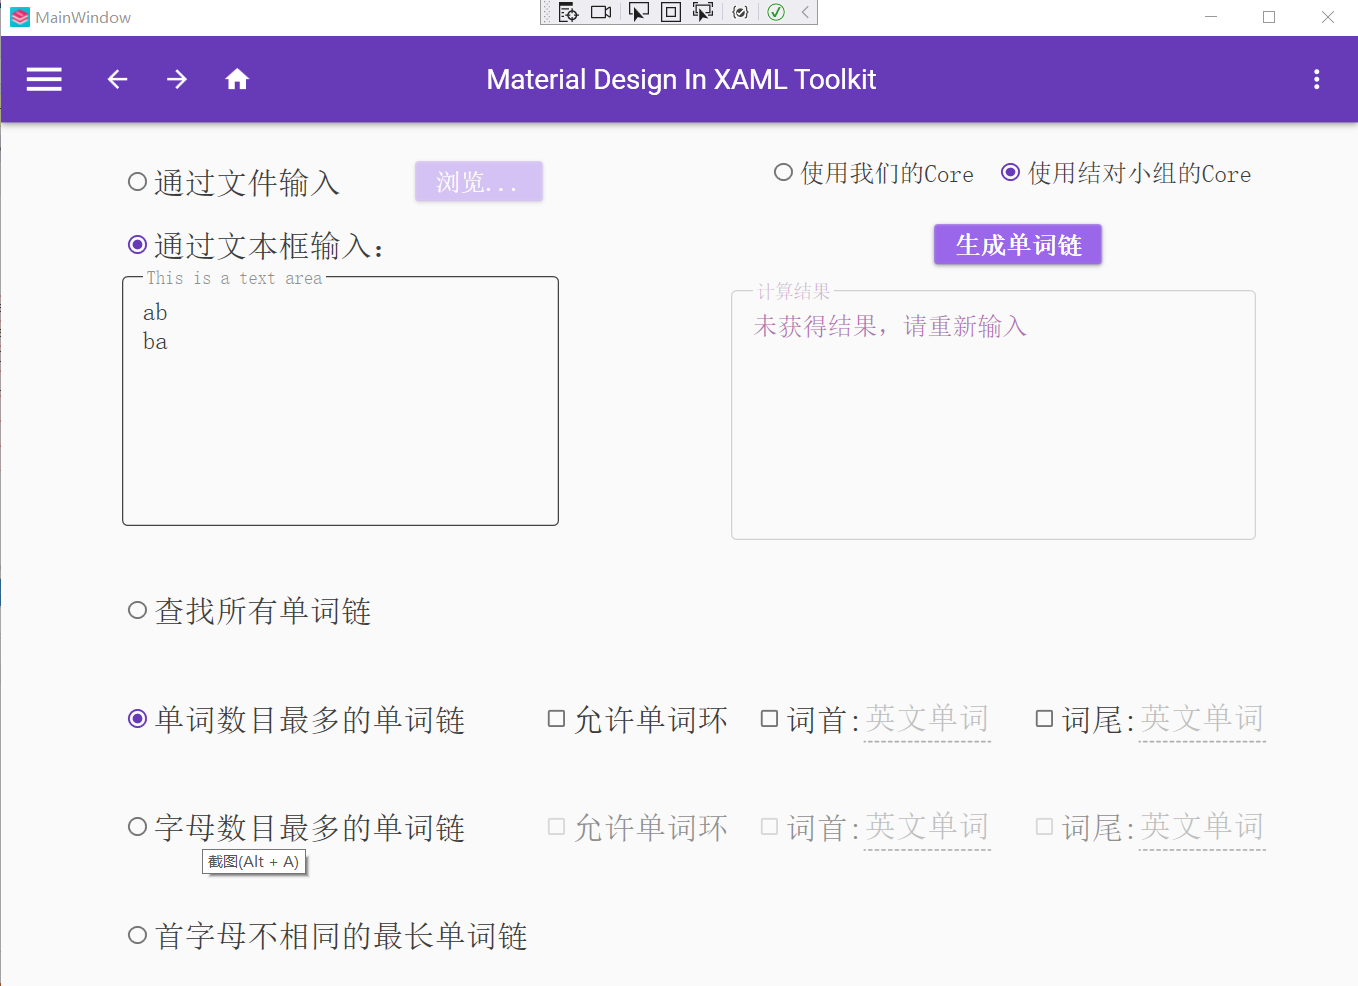 MainWindow
Material Design In XAML Toolkit
通过文件输入
浏览...
使用我们的Core
使用结对小组的Core
通过文本框输入:
生成单词链
This is a text area
ab
ba
计算结果
未获得结果，请重新输入
查找所有单词链
单词数目最多的单词链
允许单词环
词首:英文单词
词尾:英文单词
字母数目最多的单词链
允许单词环
词首:英文单词
词尾:英文单词
截图(Alt + A)
首字母不相同的最长单词链